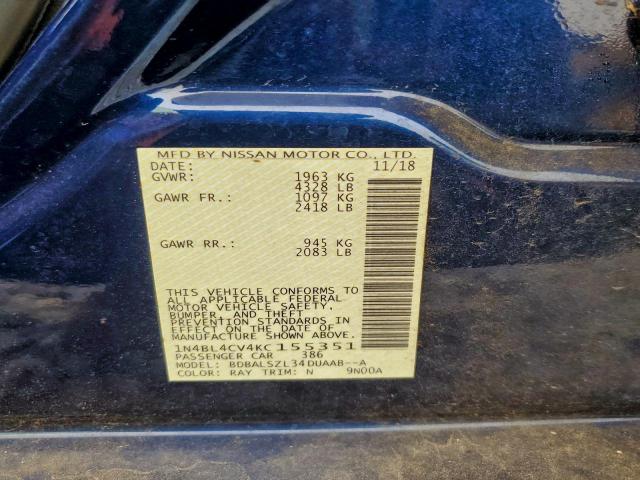 MFD BY NISSAN MOTOR CO., LTD.
DATE: 11/18
GVWR: 1963 KG
4328 LB
GAWR FR.: 1097 KG
2418 LB
GAWR RR.: 945 KG
2083 LB
THIS VEHICLE CONFORMS TO
ALL APPLICABLE FEDERAL
MOTOR VEHICLE SAFETY,
BUMPER, AND THEFT
PREVENTION STANDARDS IN
EFFECT ON THE DATE OF
MANUFACTURE SHOWN ABOVE.
1N4BL4CV4KC155351
PASSENGER CAR 386
MODEL: BDBALSZL34DUAAB--A
COLOR: RAY TRIM: N 9N00A